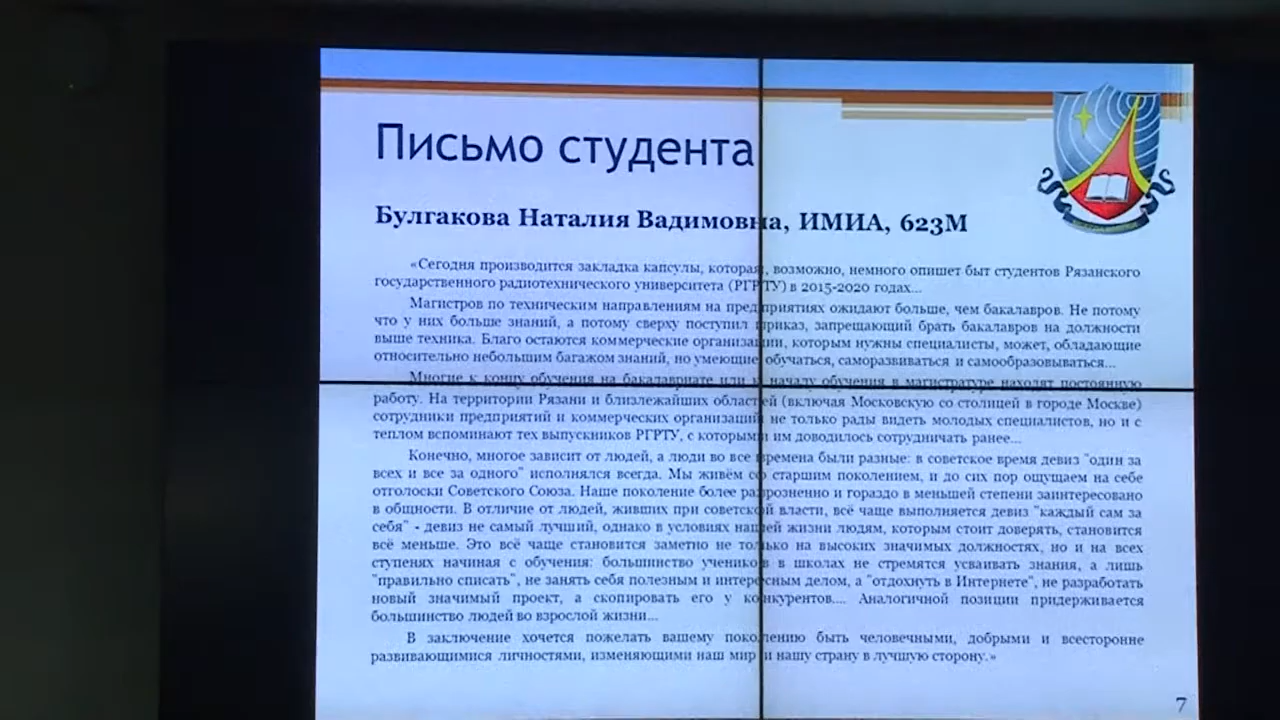 Письмо студента
Булгакова Наталия Вадимовна, ИМИА, 623М
«Сегодня производится закладка капсулы, которая, возможно, немного опишет быт студентов Рязанского
государственного радиотехнического университета (РГРТУ) в 2015-2020 годах...
Магистров по техническим направлениям на предприятиях ожидают больше, чем бакалавров. Не потому
что у них больше знаний, а потому сверху поступил приказ, запрещающий брать бакалавров на должности
выше техника. Благо остаются коммерческие организации, которым нужны специалисты, может, обладающие
относительно небольшим багажом знаний, но умеющие обучаться, саморазвиваться и самообразовываться...
Многие к концу обучения на бакалавриате или к началу обучения в магистратуре находят постоянную
работу. На территории Рязани и близлежайших областей (включая Московскую со столицей в городе Москве)
сотрудники предприятий и коммерческих организаций не только рады видеть молодых специалистов, но и с
теплом вспоминают тех выпускников РГРТУ, с которыми им доводилось сотрудничать ранее...
Конечно, многое зависит от людей, а люди во все времена были разные: в советское время девиз "один за
всех и все за одного" исполнялся всегда. Мы живём со старшим поколением, и до сих пор ощущаем на себе
отголоски Советского Союза. Наше поколение более разрозненно и гораздо в меньшей степени заинтересовано
в общности. В отличие от людей, живших при советской власти, всё чаще выполняется девиз "каждый сам за
себя" - девиз не самый лучший, однако в условиях нашей жизни людям, которым стоит доверять, становится
всё меньше. Это всё чаще становится заметно не только на высоких значимых должностях, но и на всех
ступенях начиная с обучения: большинство учеников в школах не стремятся усваивать знания, а лишь
"правильно списать", не занять себя полезным и интересным делом, а "отдохнуть в Интернете", не разработать
новый значимый проект, а скопировать его у конкурентов.... Аналогичной позиции придерживается
большинство людей во взрослой жизни...
В заключение хочется пожелать вашему поколению быть человечными, добрыми и всесторонне
развивающимися личностями, изменяющими наш мир и нашу страну в лучшую сторону.»
7